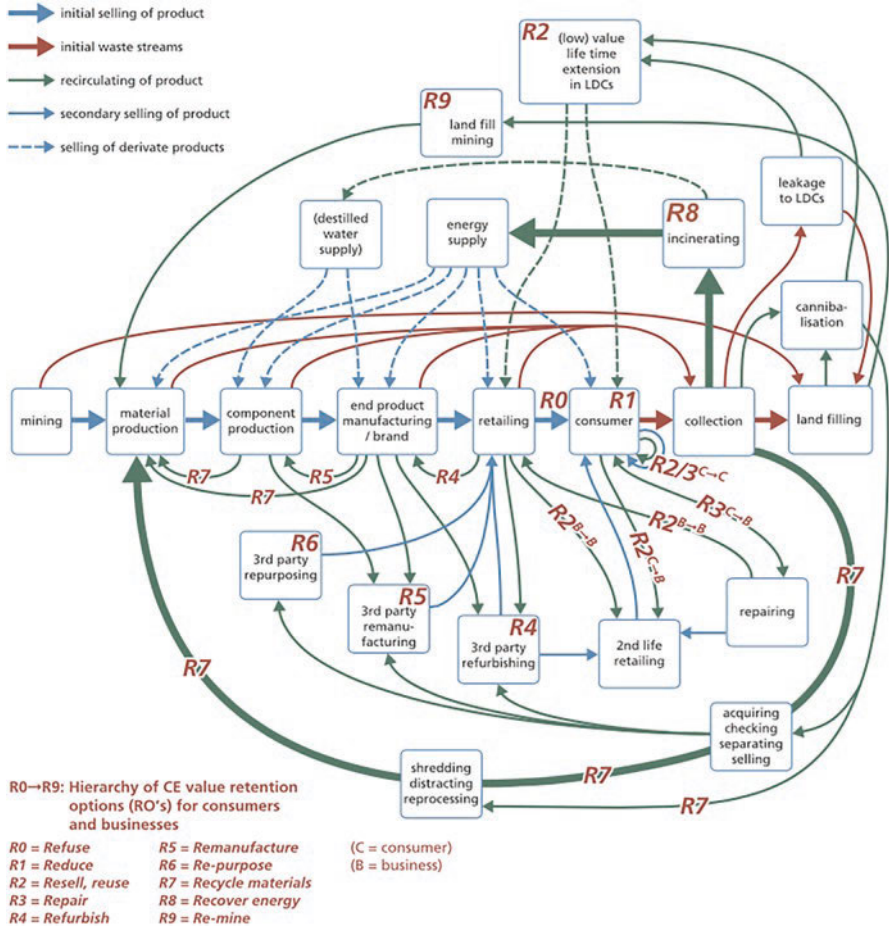 initial selling of product
initial waste streams
recirculating of product
secondary selling of product
selling of derivate products
R2
(low) value
life time
extension
in LDCs
R9
land fill
mining
leakage
to LDCs
(destilled
water
supply)
energy
supply
R8
incinerating
canniba-
lisation
mining
material
production
component
production
end product
manufacturing
/ brand
retailing
R0
R1
consumer
collection
land filling
R7
R5
R7
R4
R2/3C→C
R3C→B
R2B→B
R2B→B
R2C→B
R7
R6
3rd party
repurposing
R5
3rd party
remanu-
facturing
R4
3rd party
refurbishing
2nd life
retailing
repairing
R7
acquiring
checking
separating
selling
shredding
distracting
reprocessing
R7
R7
R0→R9: Hierarchy of CE value retention
options (RO's) for consumers
and businesses
R0 = Refuse
R1 = Reduce
R2 = Resell, reuse
R3 = Repair
R4 = Refurbish
R5 = Remanufacture
R6 = Re-purpose
R7 = Recycle materials
R8 = Recover energy
R9 = Re-mine
(C = consumer)
(B = business)